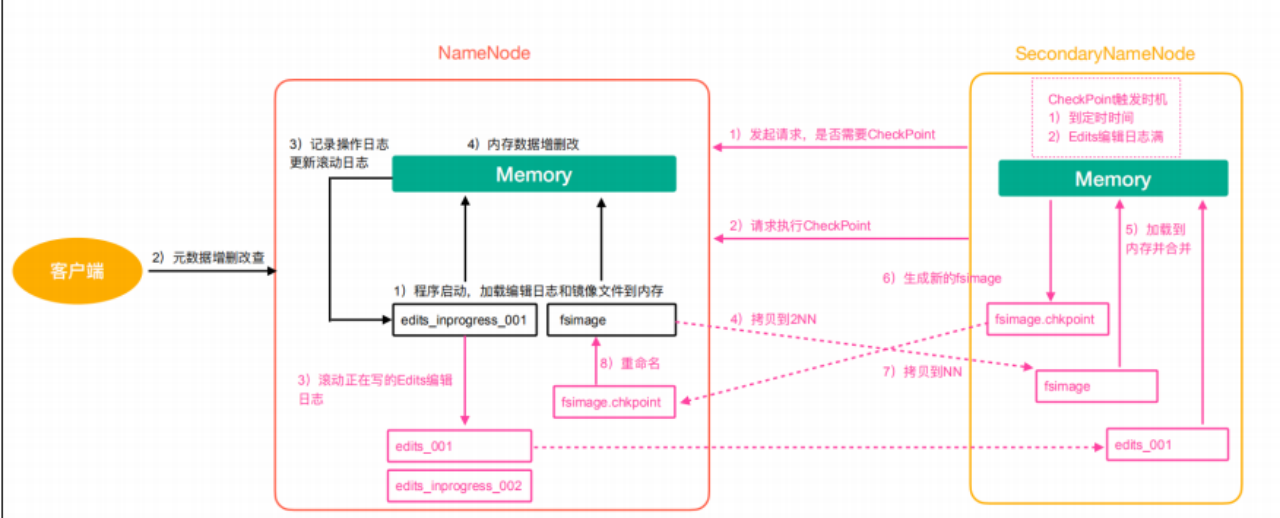 NameNode
SecondaryNameNode
CheckPoint触发时机
1）到定时时间
2）Edits编辑日志满
3）记录操作日志
更新滚动日志
4）内存数据增删改
Memory
1）发起请求，是否需要CheckPoint
Memory
2）请求执行CheckPoint
5）加载到
内存并合并
客户端
2）元数据增删改查
6）生成新的fsimage
1）程序启动，加载编辑日志和镜像文件到内存
edits_inprogress_001
fsimage
4）拷贝到2NN
fsimage.chkpoint
8）重命名
7）拷贝到NN
3）滚动正在写的Edits编辑
日志
fsimage.chkpoint
fsimage
edits_001
edits_001
edits_inprogress_002